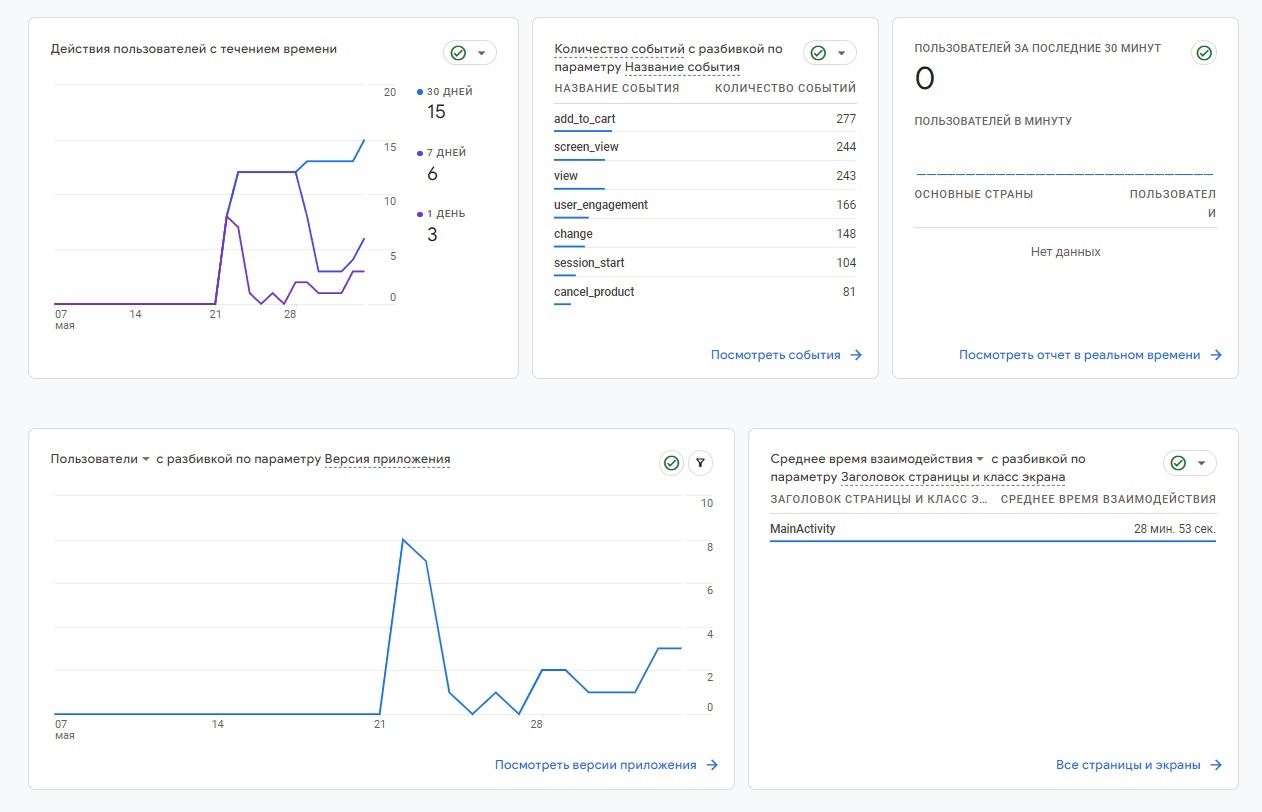 Действия пользователей с течением времени
20
15
10
5
0
07
мая
14
21
28
30 ДНЕЙ
15
7 ДНЕЙ
6
1 ДЕНЬ
3
Количество событий с разбивкой по
параметру Название события
НАЗВАНИЕ СОБЫТИЯ КОЛИЧЕСТВО СОБЫТИЙ
add_to_cart 277
screen_view 244
view 243
user_engagement 166
change 148
session_start 104
cancel_product 81
Посмотреть события
ПОЛЬЗОВАТЕЛЕЙ ЗА ПОСЛЕДНИЕ 30 МИНУТ
0
ПОЛЬЗОВАТЕЛЕЙ В МИНУТУ
ОСНОВНЫЕ СТРАНЫ ПОЛЬЗОВАТЕЛ
И
Нет данных
Посмотреть отчет в реальном времени
Пользователи с разбивкой по параметру Версия приложения
10
8
6
4
2
0
07
мая
14
21
28
Посмотреть версии приложения
Среднее время взаимодействия с разбивкой по
параметру Заголовок страницы и класс экрана
ЗАГОЛОВОК СТРАНИЦЫ И КЛАСС Э... СРЕДНЕЕ ВРЕМЯ ВЗАИМОДЕЙСТВИЯ
MainActivity 28 мин. 53 сек.
Все страницы и экраны